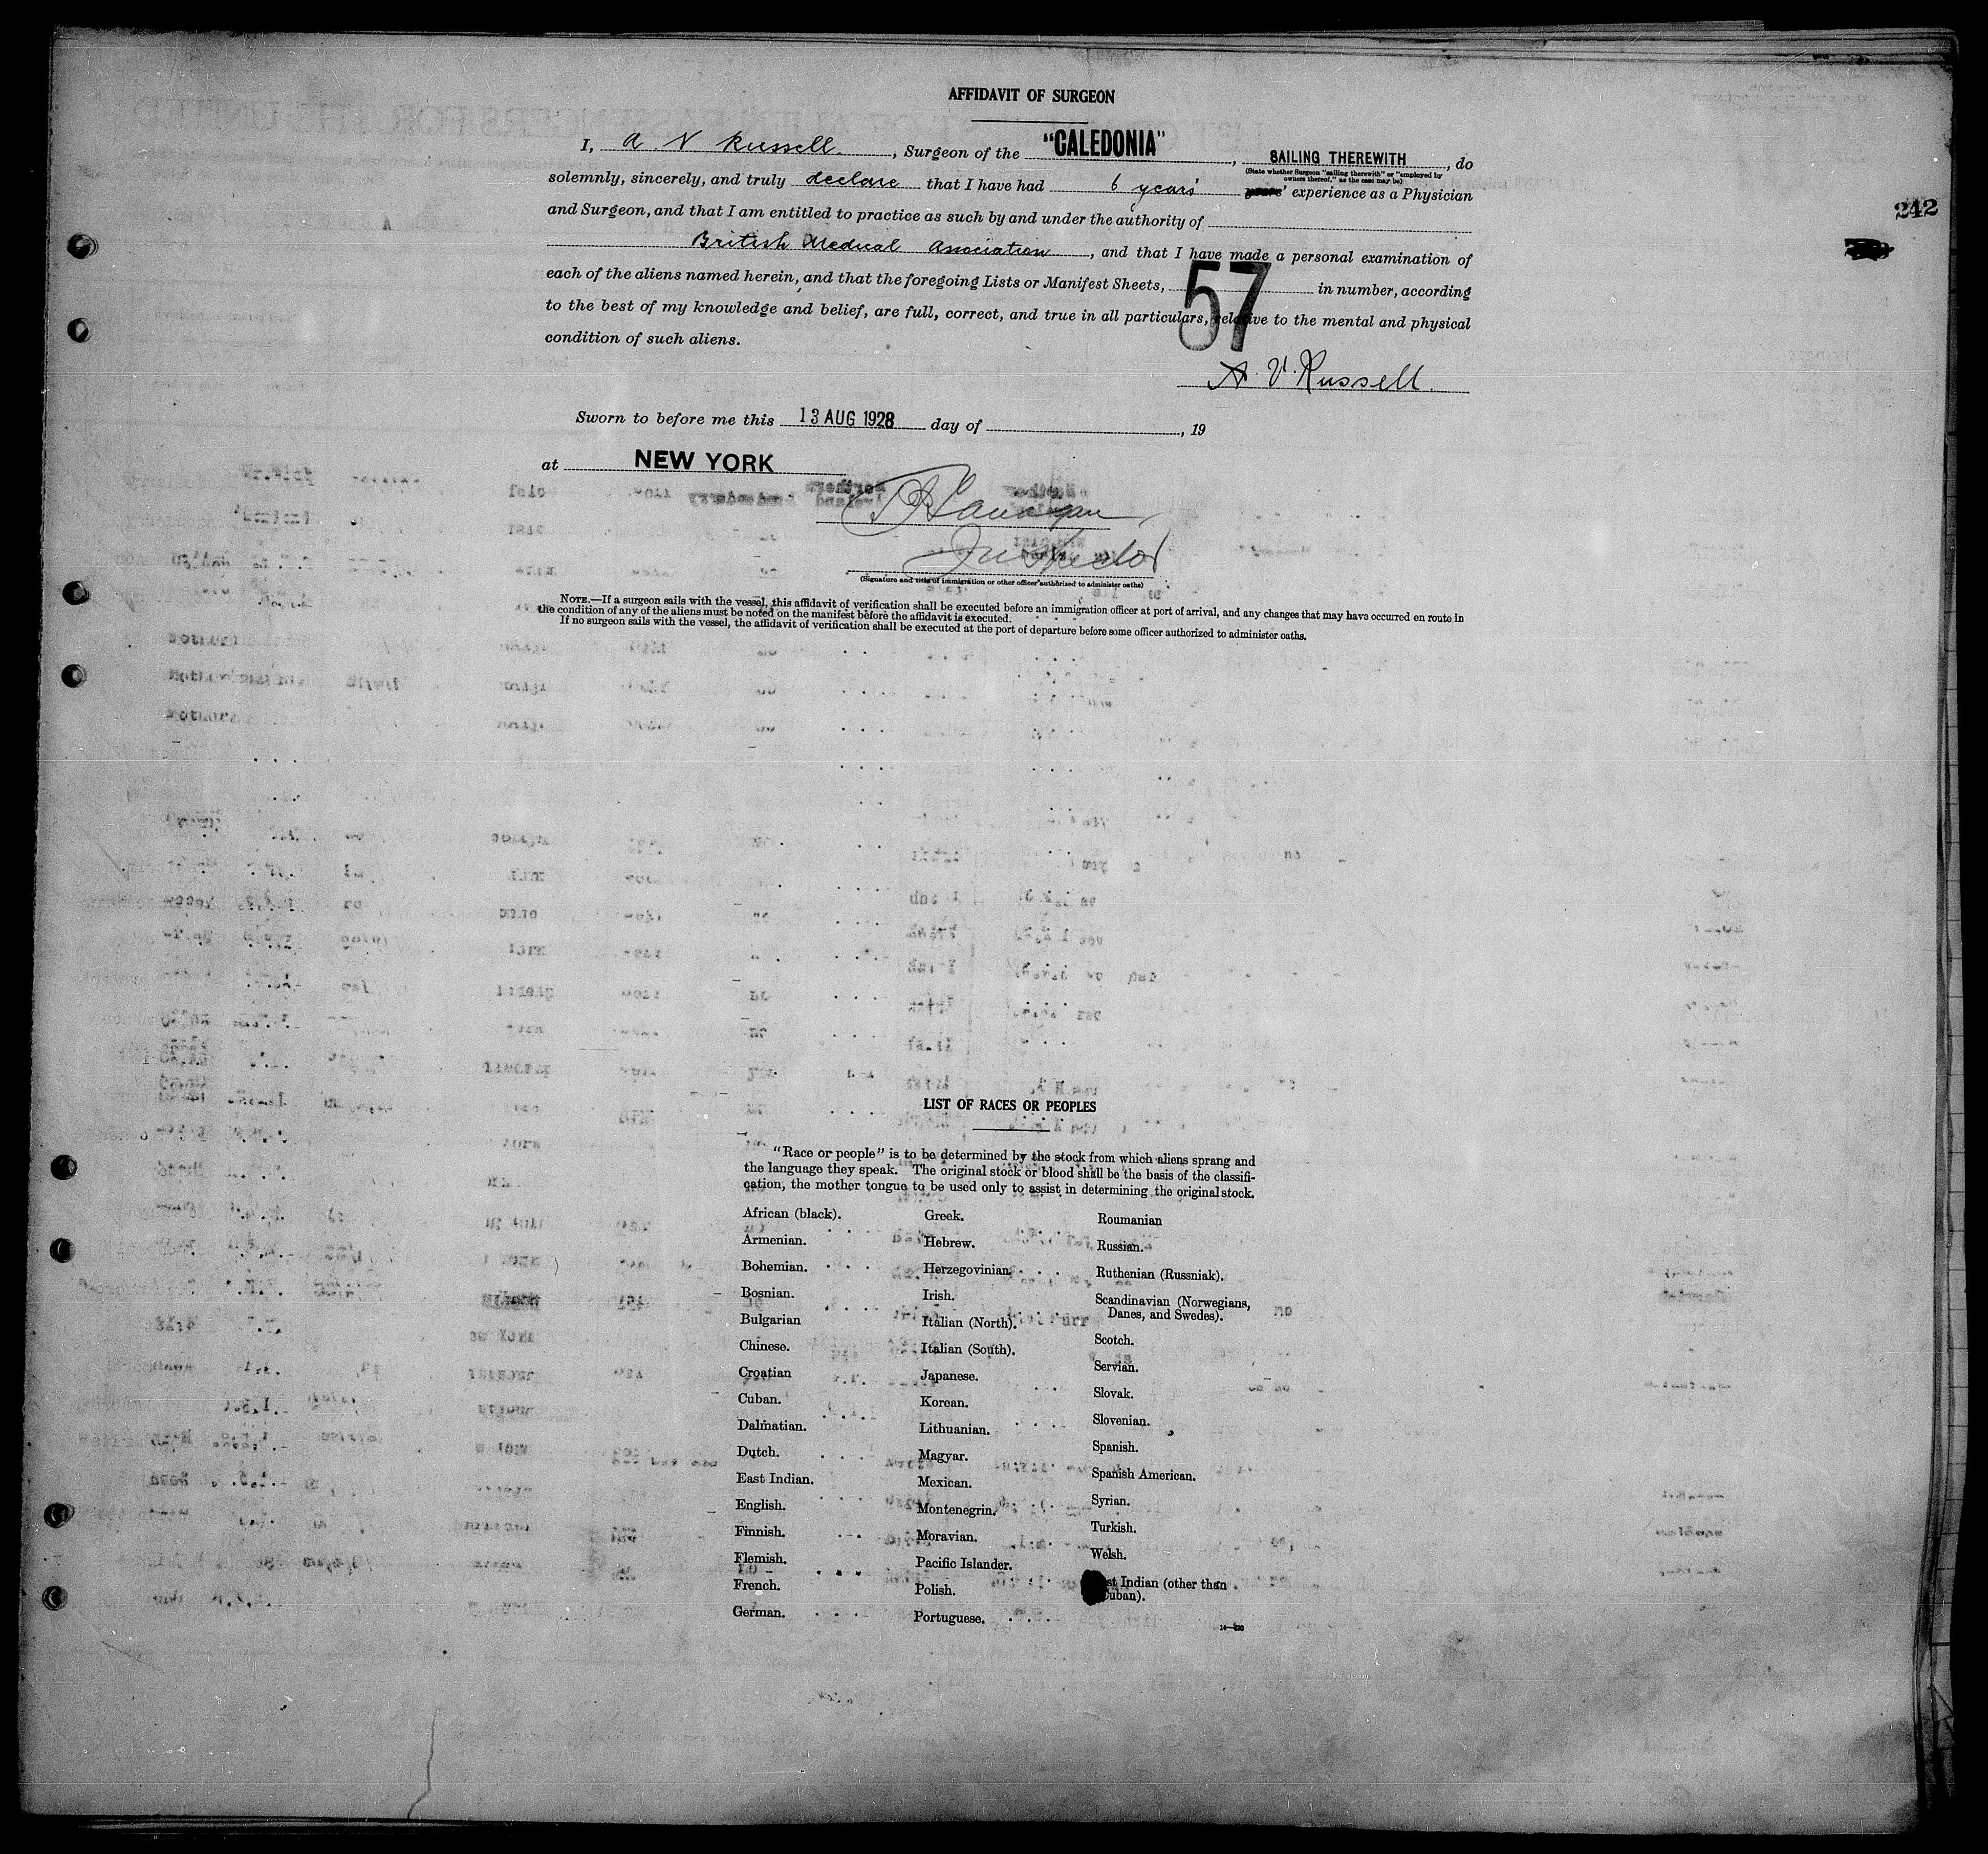 AFFIDAVIT OF SURGEON
I, A. V. Russell, Surgeon of the "CALEDONIA", SAILING THEREWITH, do
(State whether Surgeon "sailing therewith" or "employed by
owners thereof," as the case may be)
solemnly, sincerely, and truly declare that I have had 6 years' years' experience as a Physician
and Surgeon, and that I am entitled to practice as such by and under the authority of
British Medical Association, and that I have made a personal examination of
242
each of the aliens named herein, and that the foregoing Lists or Manifest Sheets, 57 in number, according
to the best of my knowledge and belief, are full, correct, and true in all particulars, relative to the mental and physical
condition of such aliens.
A. V. Russell.
Sworn to before me this 13 AUG 1928 day of , 19
at NEW YORK
Inspector
(Signature and title of immigration or other officer authorized to administer oaths)
NOTE.—If a surgeon sails with the vessel, this affidavit of verification shall be executed before an immigration officer at port of arrival, and any changes that may have occurred en route in
the condition of any of the aliens must be noted on the manifest before the affidavit is executed.
If no surgeon sails with the vessel, the affidavit of verification shall be executed at the port of departure before some officer authorized to administer oaths.
LIST OF RACES OR PEOPLES
"Race or people" is to be determined by the stock from which aliens sprang and
the language they speak. The original stock or blood shall be the basis of the classifi-
cation, the mother tongue to be used only to assist in determining the original stock.
African (black).
Armenian.
Bohemian.
Bosnian.
Bulgarian
Chinese.
Croatian
Cuban.
Dalmatian.
Dutch.
East Indian.
English.
Finnish.
Flemish.
French.
German.
Greek.
Hebrew.
Herzegovinian.
Irish.
Italian (North).
Italian (South).
Japanese.
Korean.
Lithuanian.
Magyar.
Mexican.
Montenegrin.
Moravian.
Pacific Islander.
Polish.
Portuguese.
Roumanian
Russian.
Ruthenian (Russniak).
Scandinavian (Norwegians,
Danes, and Swedes).
Scotch.
Servian.
Slovak.
Slovenian.
Spanish.
Spanish American.
Syrian.
Turkish.
Welsh.
Indian (other than
Cuban).